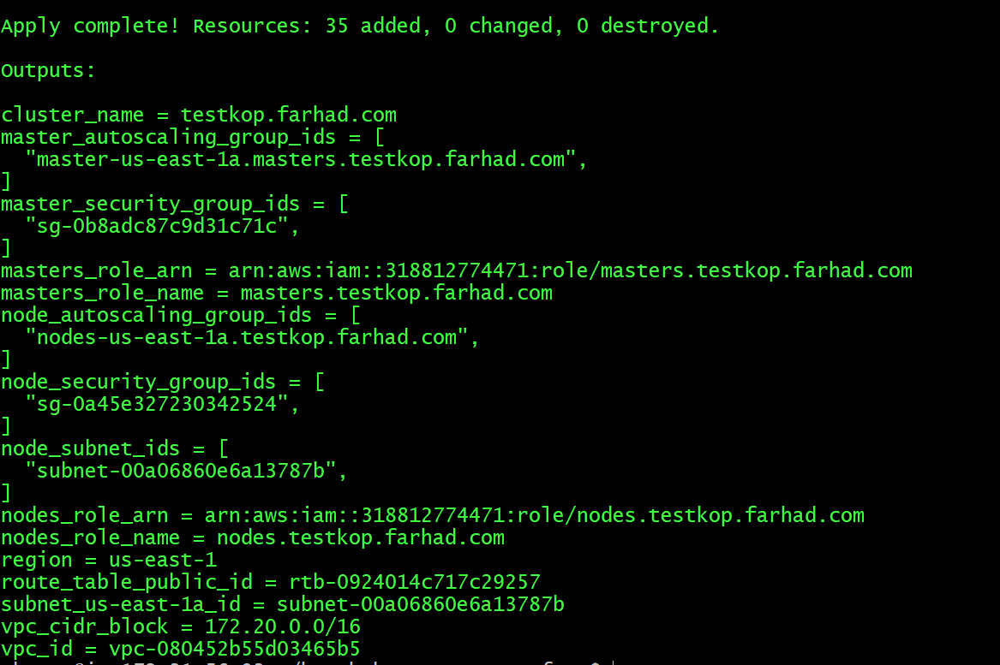 Apply complete! Resources: 35 added, 0 changed, 0 destroyed.
Outputs:
cluster_name = testkop.farhad.com
master_autoscaling_group_ids = [
"master-us-east-1a.masters.testkop.farhad.com",
]
master_security_group_ids = [
"sg-0b8adc87c9d31c71c",
]
masters_role_arn = arn:aws:iam::318812774471:role/masters.testkop.farhad.com
masters_role_name = masters.testkop.farhad.com
node_autoscaling_group_ids = [
"nodes-us-east-1a.testkop.farhad.com",
]
node_security_group_ids = [
"sg-0a45e327230342524",
]
node_subnet_ids = [
"subnet-00a06860e6a13787b",
]
nodes_role_arn = arn:aws:iam::318812774471:role/nodes.testkop.farhad.com
nodes_role_name = nodes.testkop.farhad.com
region = us-east-1
route_table_public_id = rtb-0924014c717c29257
subnet_us-east-1a_id = subnet-00a06860e6a13787b
vpc_cidr_block = 172.20.0.0/16
vpc_id = vpc-080452b55d03465b5